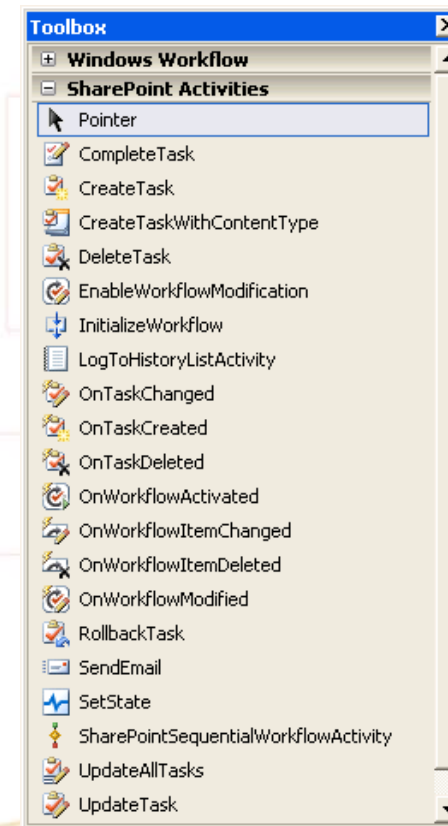 Toolbox
Windows Workflow
SharePoint Activities
Pointer
CompleteTask
CreateTask
CreateTaskWithContentType
DeleteTask
EnableWorkflowModification
InitializeWorkflow
LogToHistoryListActivity
OnTaskChanged
OnTaskCreated
OnTaskDeleted
OnWorkflowActivated
OnWorkflowItemChanged
OnWorkflowItemDeleted
OnWorkflowModified
RollbackTask
SendEmail
SetState
SharePointSequentialWorkflowActivity
UpdateAllTasks
UpdateTask